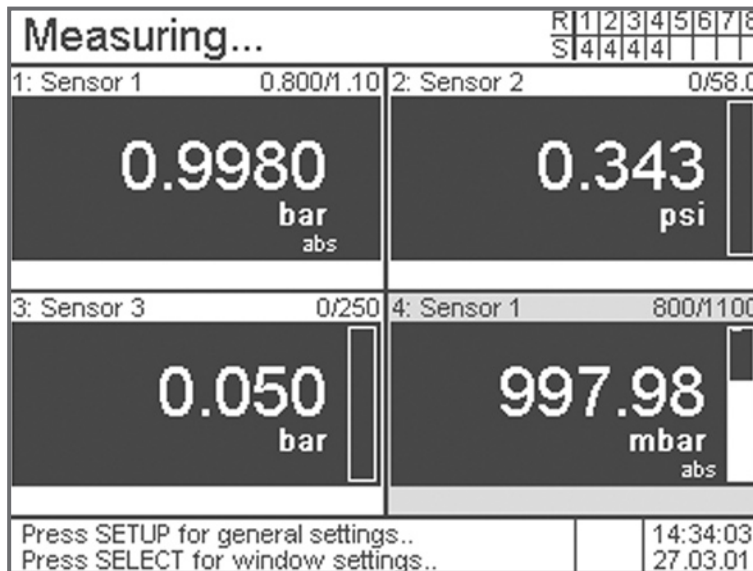 Measuring...
R 1 2 3 4 5 6 7 8
S 4 4 4 4
1: Sensor 1 0.800/1.10
2: Sensor 2 0/58.0
0.9980
bar
abs
0.343
psi
3: Sensor 3 0/250
4: Sensor 1 800/1100
0.050
bar
997.98
mbar
abs
Press SETUP for general settings..
Press SELECT for window settings..
14:34:03
27.03.01